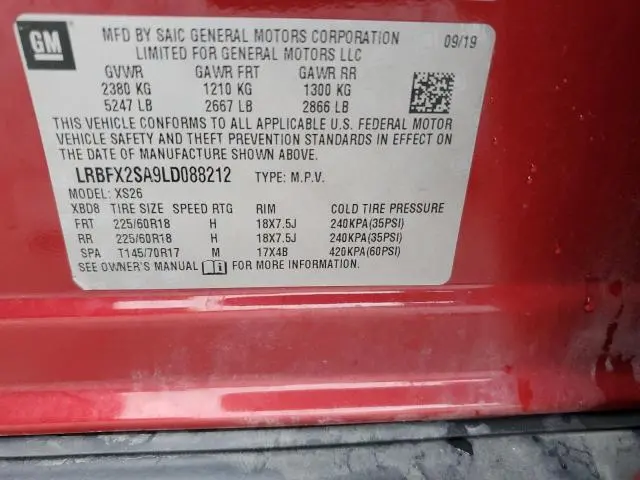 GM
MFD BY SAIC GENERAL MOTORS CORPORATION 09/19
LIMITED FOR GENERAL MOTORS LLC
GVWR GAWR FRT GAWR RR
2380 KG 1210 KG 1300 KG
5247 LB 2667 LB 2866 LB
THIS VEHICLE CONFORMS TO ALL APPLICABLE U.S. FEDERAL MOTOR
VEHICLE SAFETY AND THEFT PREVENTION STANDARDS IN EFFECT ON
THE DATE OF MANUFACTURE SHOWN ABOVE.
LRBFX2SA9LD088212 TYPE: M.P.V.
MODEL: XS26
XBD8 TIRE SIZE SPEED RTG RIM COLD TIRE PRESSURE
FRT 225/60R18 H 18X7.5J 240KPA(35PSI)
RR 225/60R18 H 18X7.5J 240KPA(35PSI)
SPA T145/70R17 M 17X4B 420KPA(60PSI)
SEE OWNER'S MANUAL FOR MORE INFORMATION.